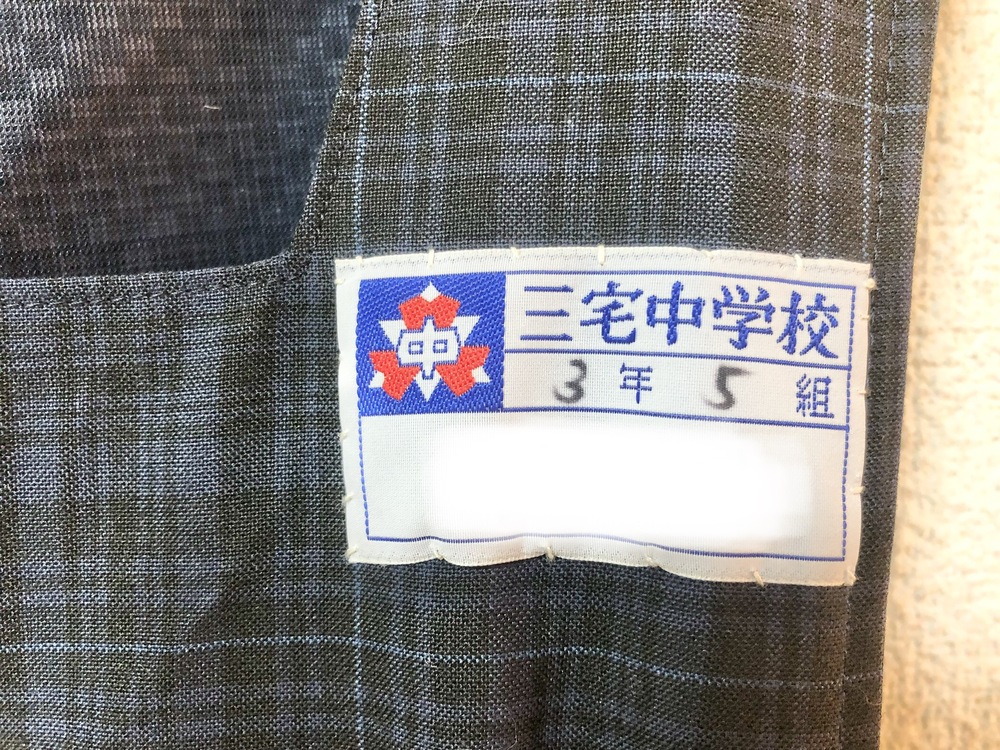 中
三宅中学校
3年5組